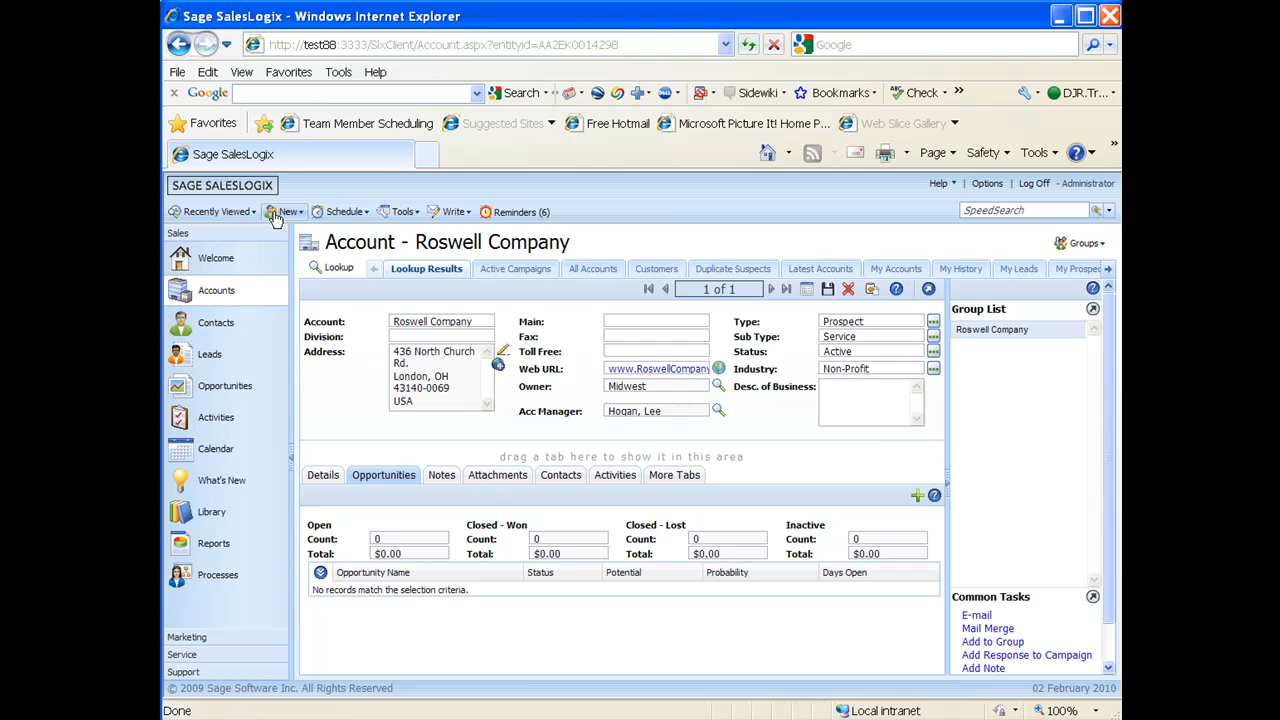 Sage SalesLogix - Windows Internet Explorer
http://test88:3333/SlxClient/Account.aspx?entityid=AA2EK0014298
Google
File Edit View Favorites Tools Help
Google Search Sidewiki Bookmarks Check » DJR.Tr...
Favorites Team Member Scheduling Suggested Sites Free Hotmail Microsoft Picture It! Home P... Web Slice Gallery
Sage SalesLogix Page Safety Tools »
SAGE SALESLOGIX Help Options Log Off - Administrator
Recently Viewed New Schedule Tools Write Reminders (6) SpeedSearch
Sales
Welcome
Accounts
Contacts
Leads
Opportunities
Activities
Calendar
What's New
Library
Reports
Processes
Marketing
Service
Support
Account - Roswell Company Groups
Lookup Lookup Results Active Campaigns All Accounts Customers Duplicate Suspects Latest Accounts My Accounts My History My Leads My Prospec
1 of 1
Account: Roswell Company Main: Type: Prospect
Division: Fax: Sub Type: Service
Address: 436 North Church Toll Free: Status: Active
Rd.
London, OH Web URL: www.RoswellCompany Industry: Non-Profit
43140-0069 Owner: Midwest Desc. of Business:
USA
Acc Manager: Hogan, Lee
drag a tab here to show it in this area
Details Opportunities Notes Attachments Contacts Activities More Tabs
Open Closed - Won Closed - Lost Inactive
Count: 0 Count: 0 Count: 0 Count: 0
Total: $0.00 Total: $0.00 Total: $0.00 Total: $0.00
Opportunity Name Status Potential Probability Days Open
No records match the selection criteria.
Group List
Roswell Company
Common Tasks
E-mail
Mail Merge
Add to Group
Add Response to Campaign
Add Note
© 2009 Sage Software Inc. All Rights Reserved 02 February 2010
Done Local intranet 100%